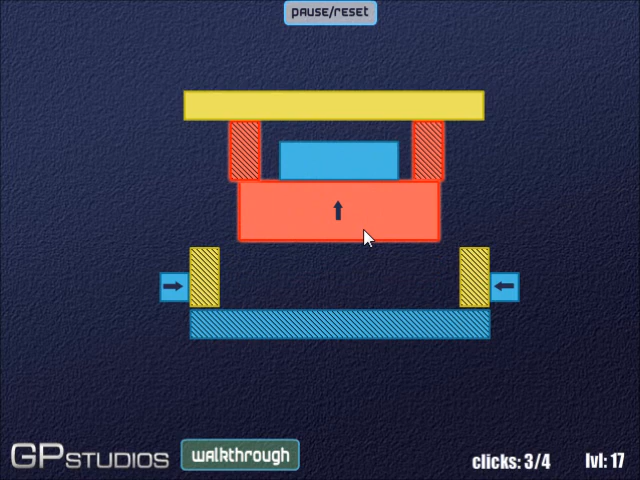 pause/reset
GPSTUDIOS
walkthrough
clicks: 3/4
lvl: 17